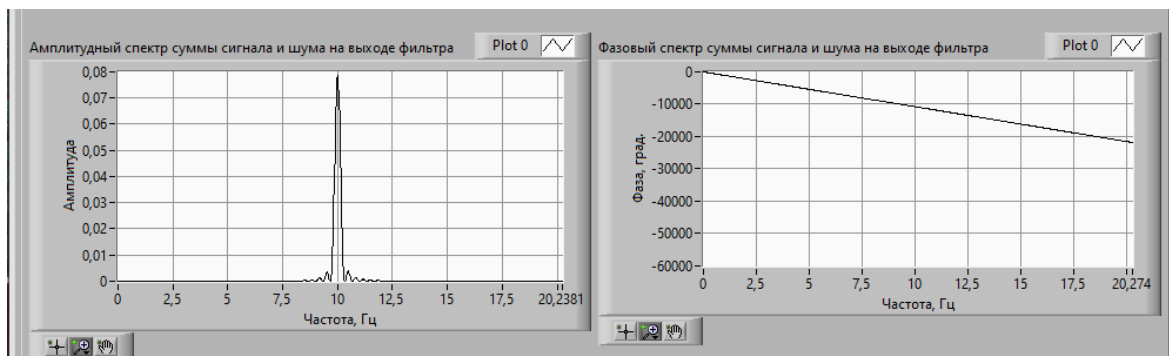 Амплитудный спектр суммы сигнала и шума на выходе фильтра
Plot 0
0,08
0,07
0,06
0,05
0,04
0,03
0,02
0,01
0
Амплитуда
0 2,5 5 7,5 10 12,5 15 17,5 20,2381
Частота, Гц
Фазовый спектр суммы сигнала и шума на выходе фильтра
Plot 0
0
-10000
-20000
-30000
-40000
-50000
-60000
Фаза, град.
0 2,5 5 7,5 10 12,5 15 17,5 20,274
Частота, Гц